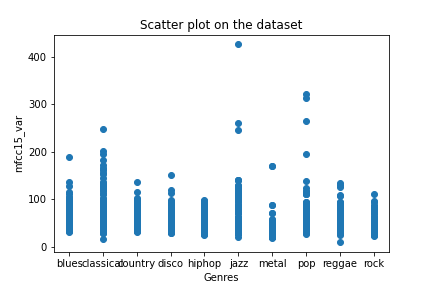 Scatter plot on the dataset
mfcc15_var
400
300
200
100
0
blues classical country disco hiphop jazz metal pop reggae rock
Genres